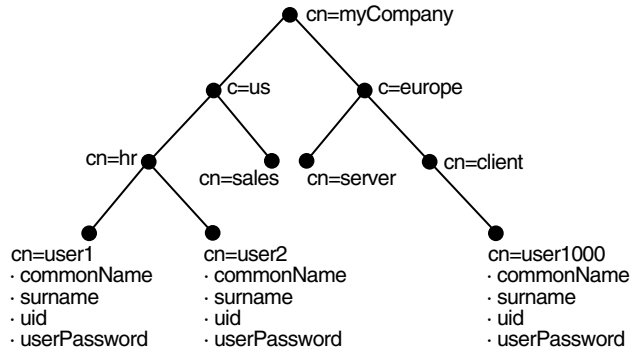 cn=myCompany
c=us
c=europe
cn=hr
cn=sales
cn=server
cn=client
cn=user1
· commonName
· surname
· uid
· userPassword
cn=user2
· commonName
· surname
· uid
· userPassword
cn=user1000
· commonName
· surname
· uid
· userPassword